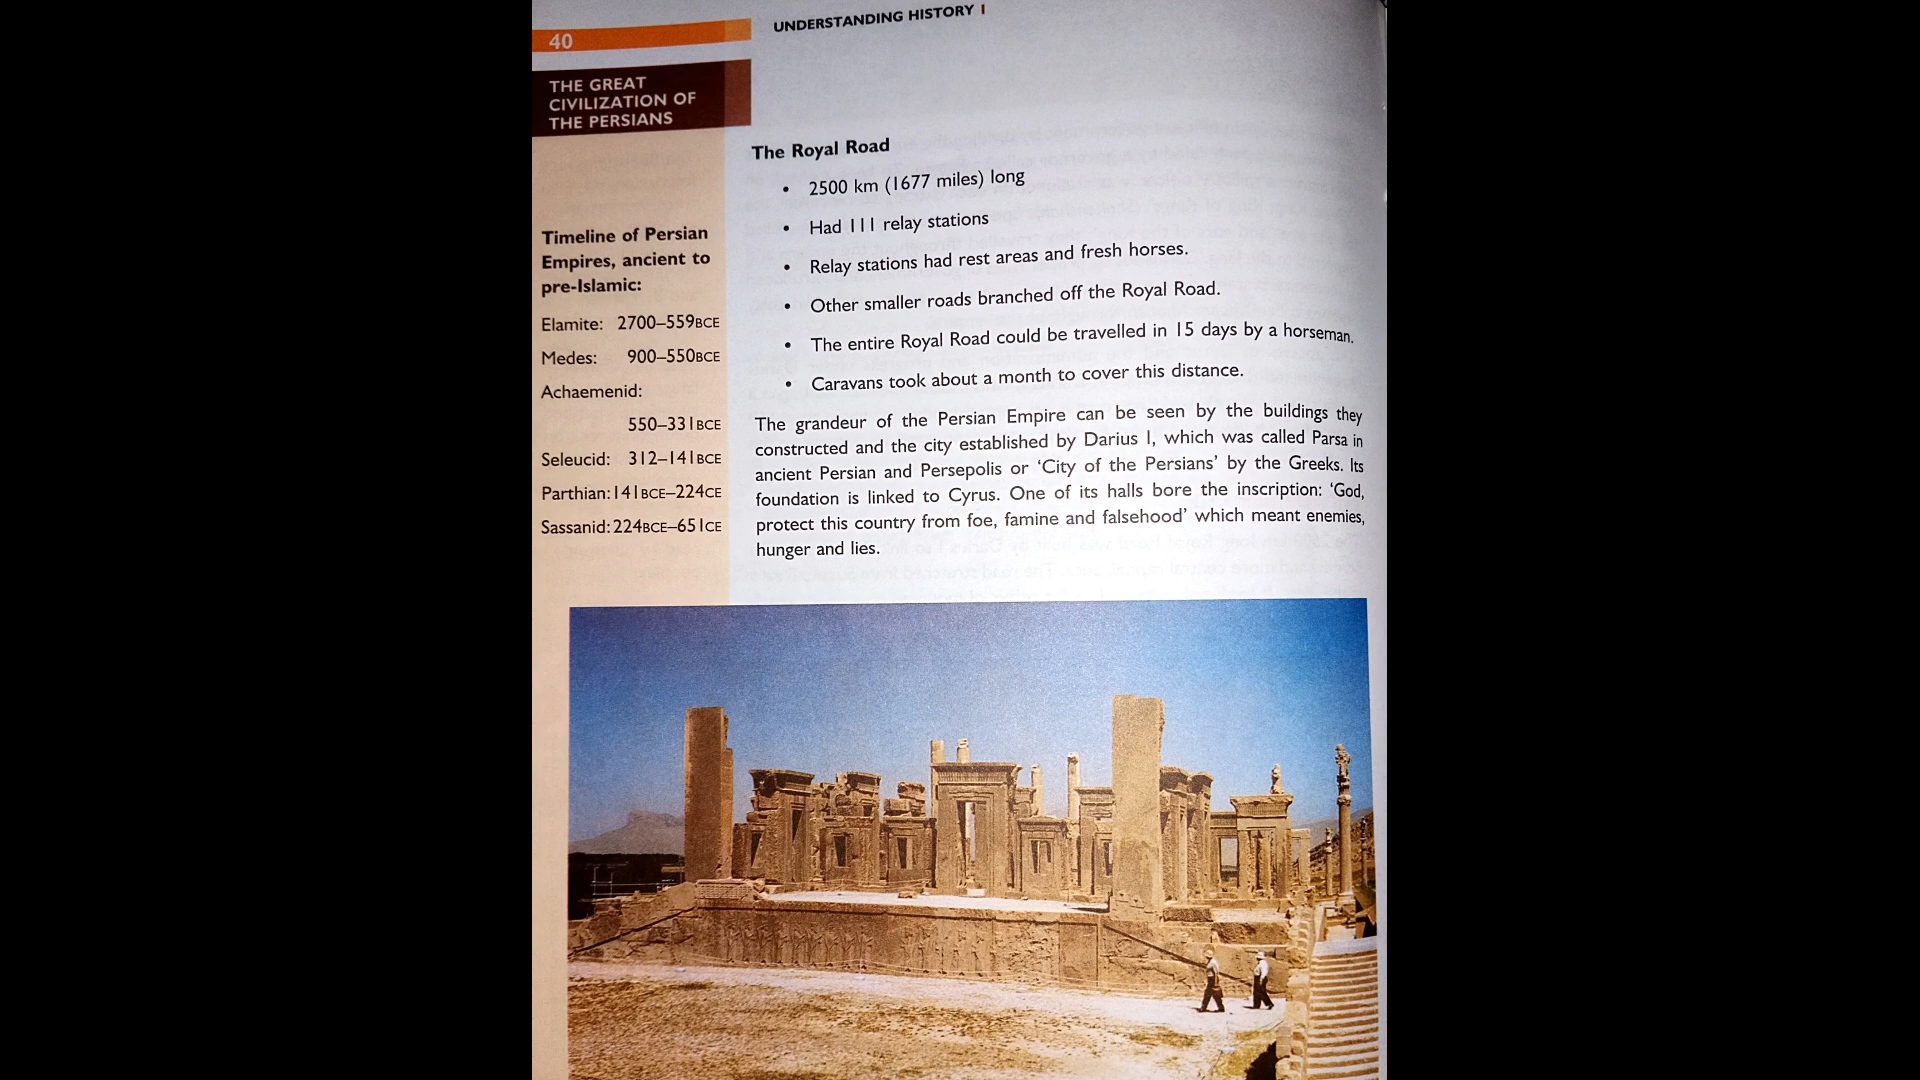 40
UNDERSTANDING HISTORY I
THE GREAT
CIVILIZATION OF
THE PERSIANS
Timeline of Persian
Empires, ancient to
pre-Islamic:
Elamite: 2700–559BCE
Medes: 900–550BCE
Achaemenid:
550–331BCE
Seleucid: 312–141BCE
Parthian: 141BCE–224CE
Sassanid: 224BCE–651CE
The Royal Road
• 2500 km (1677 miles) long
• Had 111 relay stations
• Relay stations had rest areas and fresh horses.
• Other smaller roads branched off the Royal Road.
• The entire Royal Road could be travelled in 15 days by a horseman.
• Caravans took about a month to cover this distance.
The grandeur of the Persian Empire can be seen by the buildings they
constructed and the city established by Darius I, which was called Parsa in
ancient Persian and Persepolis or ‘City of the Persians’ by the Greeks. Its
foundation is linked to Cyrus. One of its halls bore the inscription: ‘God,
protect this country from foe, famine and falsehood’ which meant enemies,
hunger and lies.